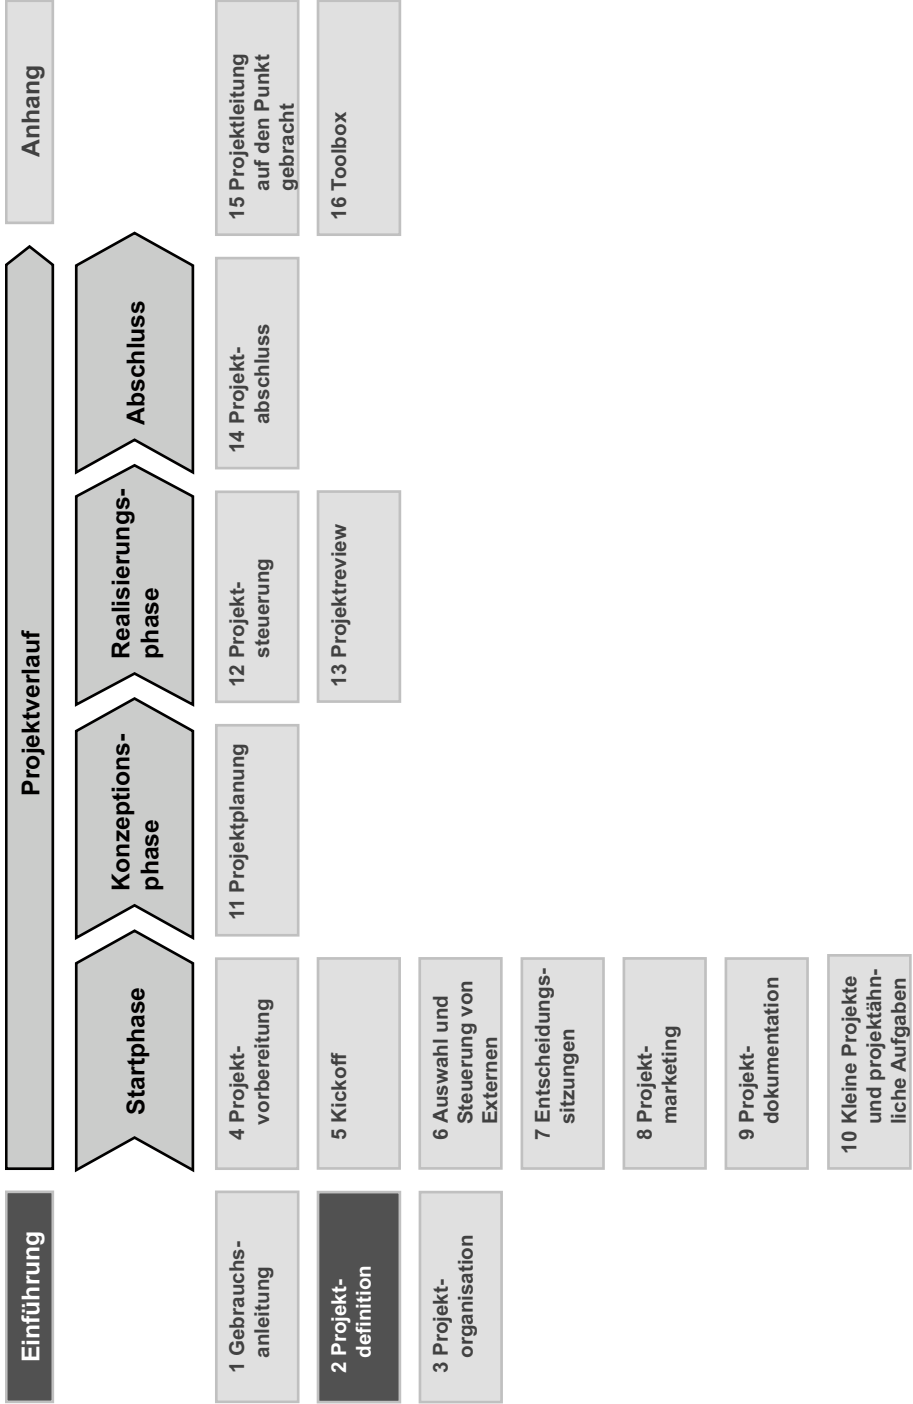 Einführung
Projektverlauf
Anhang
Startphase
Konzeptions-
phase
Realisierungs-
phase
Abschluss
1 Gebrauchs-
anleitung
2 Projekt-
definition
3 Projekt-
organisation
4 Projekt-
vorbereitung
5 Kickoff
6 Auswahl und
Steuerung von
Externen
7 Entscheidungs-
sitzungen
8 Projekt-
marketing
9 Projekt-
dokumentation
10 Kleine Projekte
und projektähn-
liche Aufgaben
11 Projektplanung
12 Projekt-
steuerung
13 Projektreview
14 Projekt-
abschluss
15 Projektleitung
auf den Punkt
gebracht
16 Toolbox